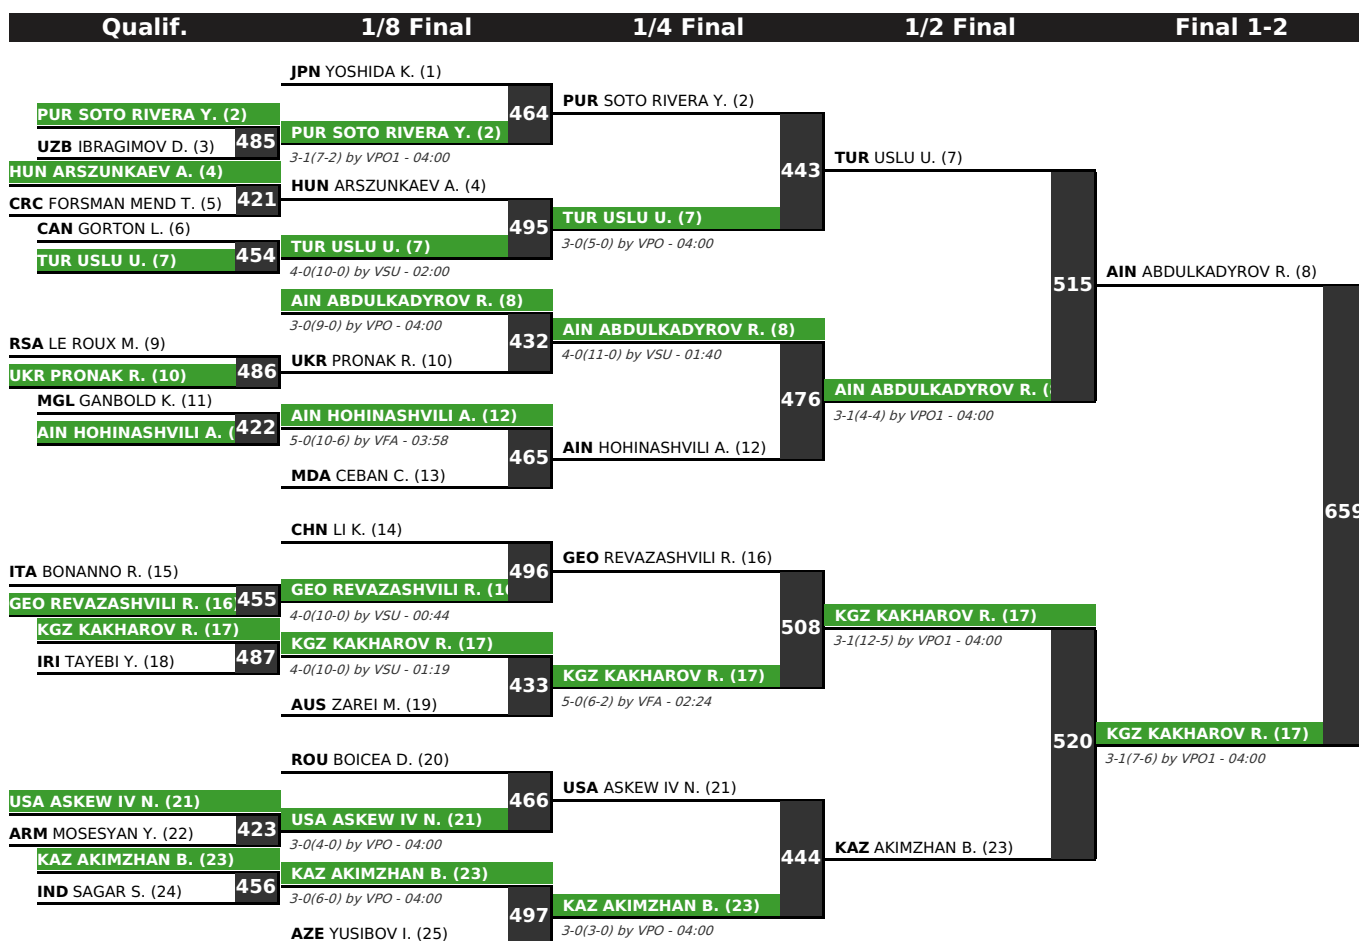 Qualif.
1/8 Final
1/4 Final
1/2 Final
Final 1-2
PUR SOTO RIVERA Y. (2)
UZB IBRAGIMOV D. (3)
485
HUN ARSZUNKAEV A. (4)
CRC FORSMAN MEND T. (5)
421
CAN GORTON L. (6)
TUR USLU U. (7)
454
RSA LE ROUX M. (9)
UKR PRONAK R. (10)
486
MGL GANBOLD K. (11)
AIN HOHINASHVILI A. (
422
ITA BONANNO R. (15)
GEO REVAZASHVILI R. (16)
455
KGZ KAKHAROV R. (17)
IRI TAYEBI Y. (18)
487
USA ASKEW IV N. (21)
ARM MOSESYAN Y. (22)
423
KAZ AKIMZHAN B. (23)
IND SAGAR S. (24)
456
JPN YOSHIDA K. (1)
PUR SOTO RIVERA Y. (2)
464
3-1(7-2) by VPO1 - 04:00
HUN ARSZUNKAEV A. (4)
TUR USLU U. (7)
495
4-0(10-0) by VSU - 02:00
AIN ABDULKADYROV R. (8)
3-0(9-0) by VPO - 04:00
UKR PRONAK R. (10)
432
AIN HOHINASHVILI A. (12)
5-0(10-6) by VFA - 03:58
MDA CEBAN C. (13)
465
CHN LI K. (14)
GEO REVAZASHVILI R. (16
496
4-0(10-0) by VSU - 00:44
KGZ KAKHAROV R. (17)
4-0(10-0) by VSU - 01:19
AUS ZAREI M. (19)
433
ROU BOICEA D. (20)
USA ASKEW IV N. (21)
466
3-0(4-0) by VPO - 04:00
KAZ AKIMZHAN B. (23)
3-0(6-0) by VPO - 04:00
AZE YUSIBOV I. (25)
497
PUR SOTO RIVERA Y. (2)
TUR USLU U. (7)
443
3-0(5-0) by VPO - 04:00
AIN ABDULKADYROV R. (8)
4-0(11-0) by VSU - 01:40
AIN HOHINASHVILI A. (12)
476
GEO REVAZASHVILI R. (16)
KGZ KAKHAROV R. (17)
508
5-0(6-2) by VFA - 02:24
USA ASKEW IV N. (21)
KAZ AKIMZHAN B. (23)
444
3-0(3-0) by VPO - 04:00
TUR USLU U. (7)
AIN ABDULKADYROV R. (8
515
3-1(4-4) by VPO1 - 04:00
KGZ KAKHAROV R. (17)
3-1(12-5) by VPO1 - 04:00
KAZ AKIMZHAN B. (23)
520
AIN ABDULKADYROV R. (8)
KGZ KAKHAROV R. (17)
659
3-1(7-6) by VPO1 - 04:00